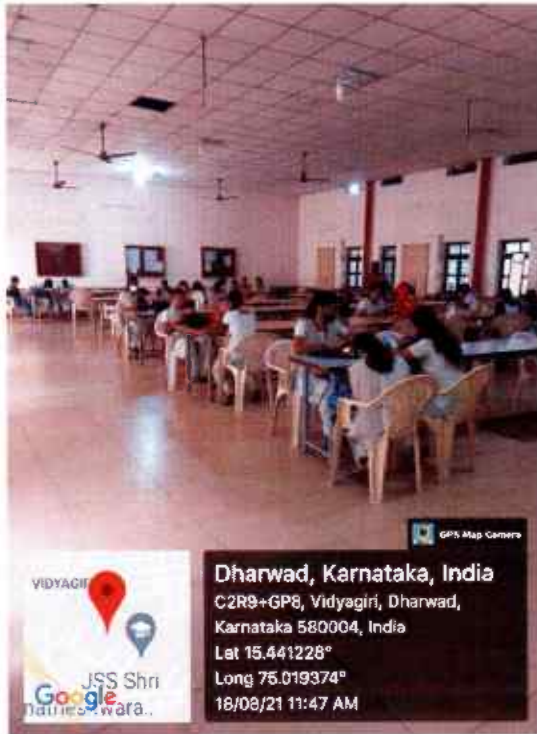 GPS Map Camera
VIDYAGIR
JSS Shri
Google
Dharwad, Karnataka, India
C2R9+GP8, Vidyagiri, Dharwad,
Karnataka 580004, India
Lat 15.441228°
Long 75.019374°
18/08/21 11:47 AM